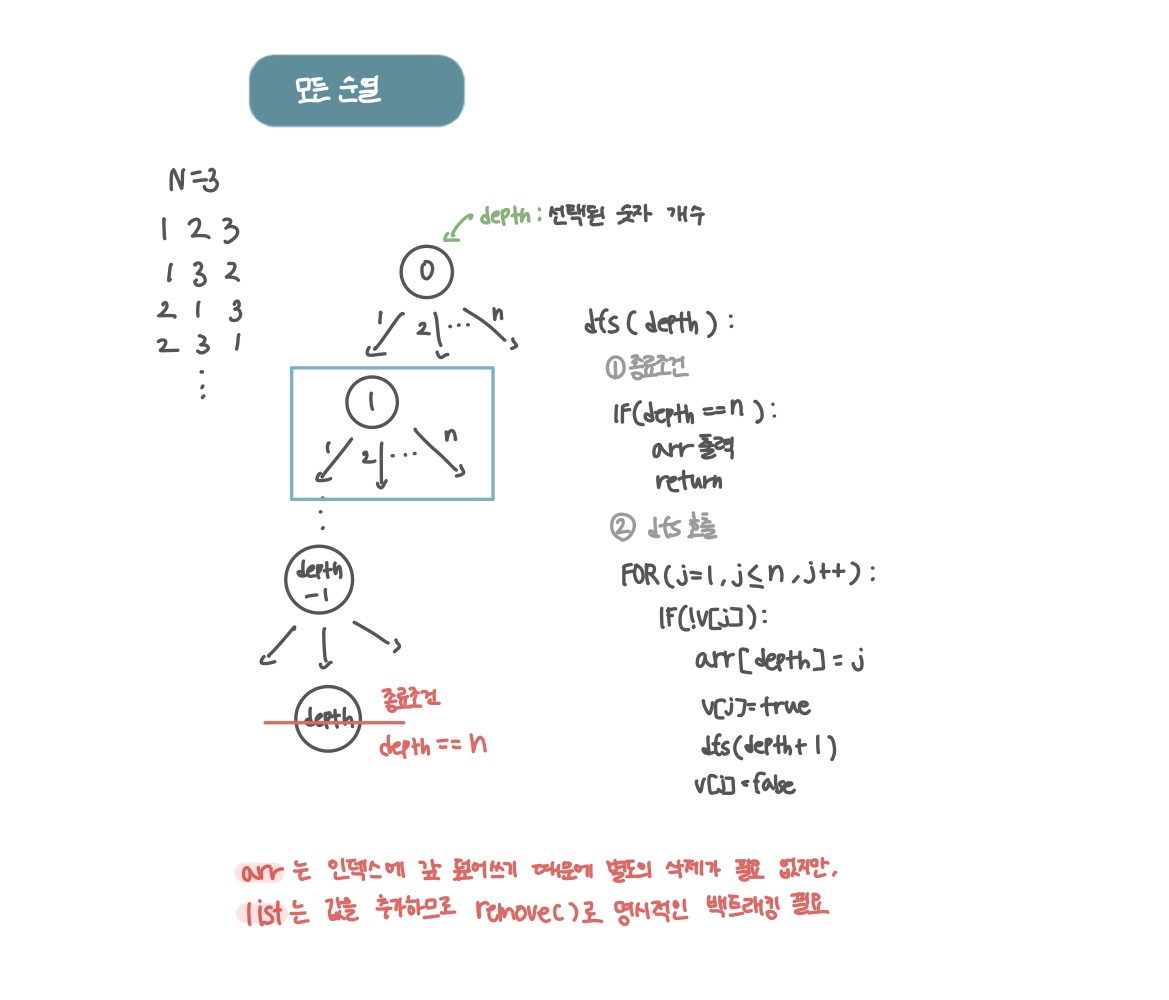 모든 순열
N=3
1 2 3
1 3 2
2 1 3
2 3 1
⋮
depth : 선택된 숫자 개수
0
1 2 ... n
1
1 2 ... n
⋮
depth
-1
depth
종료조건
depth == n
dfs(depth):
① 종료조건
IF(depth == n):
arr 출력
return
② dfs 호출
FOR(j=1, j≤n, j++):
IF(!v[j]):
arr[depth] = j
v[j]=true
dfs(depth+1)
v[j]=false
arr 는 인덱스에 값 덮어쓰기 때문에 별도의 삭제가 필요 없지만,
list는 값을 추가하므로 remove()로 명시적인 백트래킹 필요